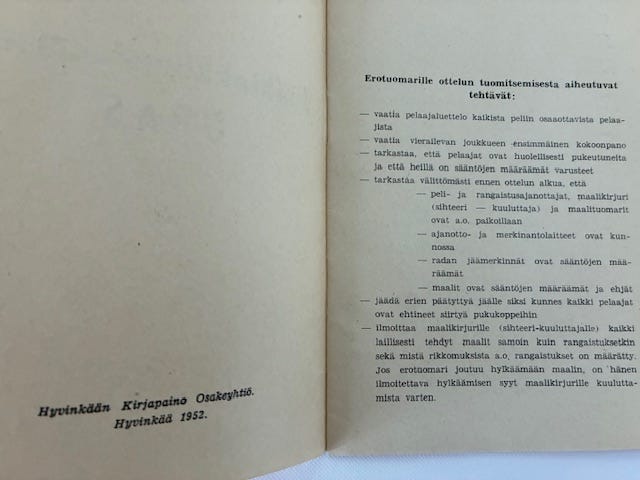 Hyvinkään Kirjapaino Osakeyhtiö.
Hyvinkää 1952.
Erotuomarille ottelun tuomitsemisesta aiheutuvat
tehtävät:
— vaatia pelaajaluettelo kaikista peliin osaaottavista pelaa-
jista
— vaatia vierailevan joukkueen ensimmäinen kokoonpano
— tarkastaa, että pelaajat ovat huolellisesti pukeutuneita
ja että heillä on sääntöjen määräämät varusteet
— tarkastaa välittömästi ennen ottelun alkua, että
— peli- ja rangaistusajanottajat, maalikirjuri
(sihteeri — kuuluttaja) ja maalituomarit
ovat a.o. paikoillaan
— ajanotto- ja merkinantolaitteet ovat kun-
nossa
— radan jäämerkinnät ovat sääntöjen mää-
räämät
— maalit ovat sääntöjen määräämät ja ehjät
— jäädä erien päätyttyä jäälle siksi kunnes kaikki pelaajat
ovat ehtineet siirtyä pukukoppeihin
— ilmoittaa maalikirjurille (sihteeri-kuuluttajalle) kaikki
laillisesti tehdyt maalit samoin kuin rangaistuksetkin
sekä mistä rikkomuksista a.o. rangaistukset on määrätty.
Jos erotuomari joutuu hylkäämään maalin, on hänen
ilmoitettava hylkäämisen syyt maalikirjurille kuulutta-
mista varten.